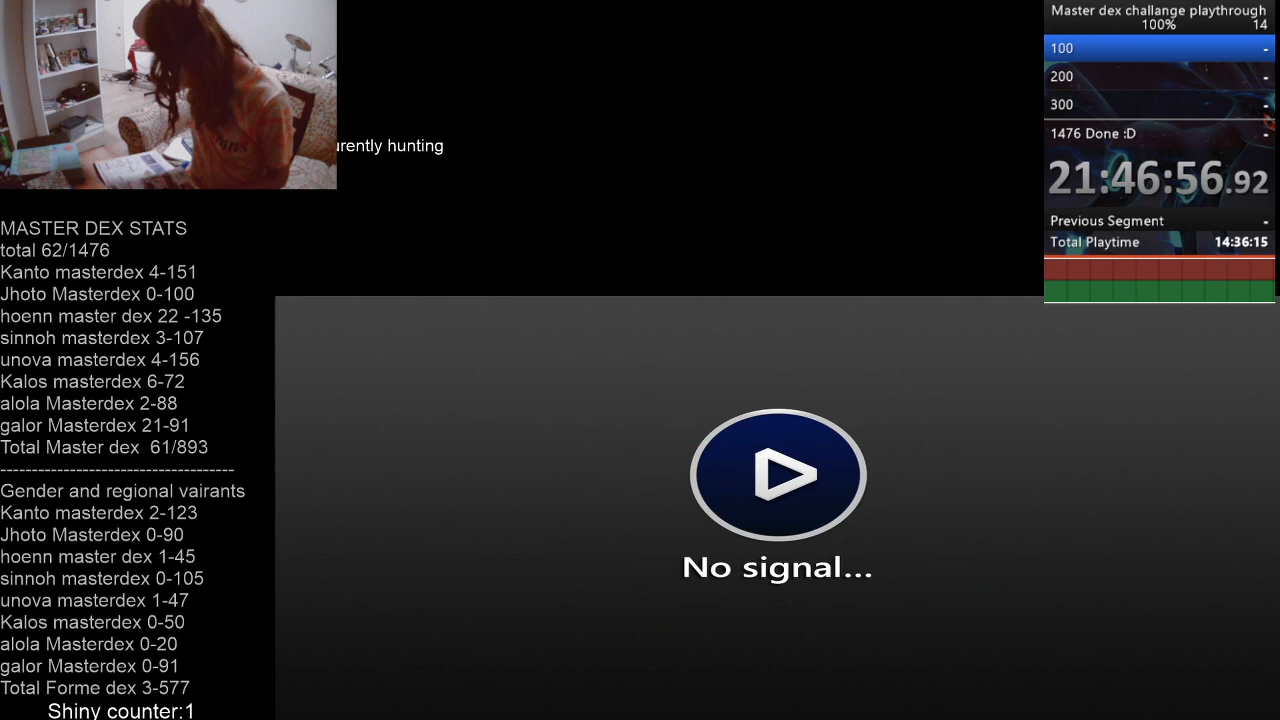 urently hunting
MASTER DEX STATS
total 62/1476
Kanto masterdex 4-151
Jhoto Masterdex 0-100
hoenn master dex 22 -135
sinnoh masterdex 3-107
unova masterdex 4-156
Kalos masterdex 6-72
alola Masterdex 2-88
galor Masterdex 21-91
Total Master dex  61/893
-------------------------------------
Gender and regional vairants
Kanto masterdex 2-123
Jhoto Masterdex 0-90
hoenn master dex 1-45
sinnoh masterdex 0-105
unova masterdex 1-47
Kalos masterdex 0-50
alola Masterdex 0-20
galor Masterdex 0-91
Total Forme dex 3-577
Shiny counter:1
No signal...
Master dex challange playthrough
100% 14
100 -
200 -
300 -
1476 Done :D -
21:46:56.92
Previous Segment -
Total Playtime 14:36:15